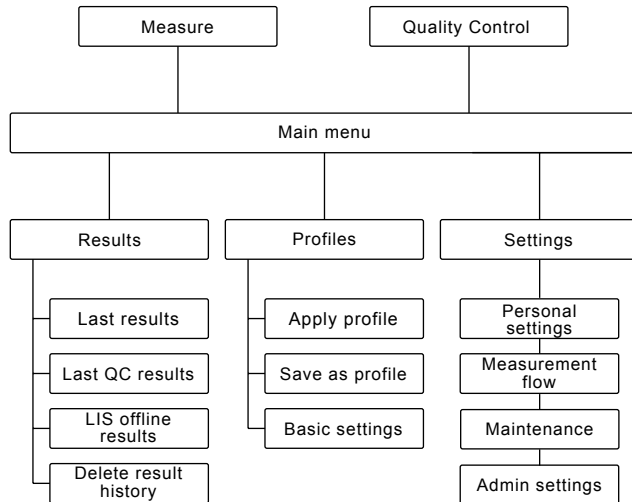 Measure
Quality Control
Main menu
Results
Profiles
Settings
Last results
Apply profile
Personal
settings
Last QC results
Save as profile
Measurement
flow
LIS offline
results
Basic settings
Maintenance
Delete result
history
Admin settings